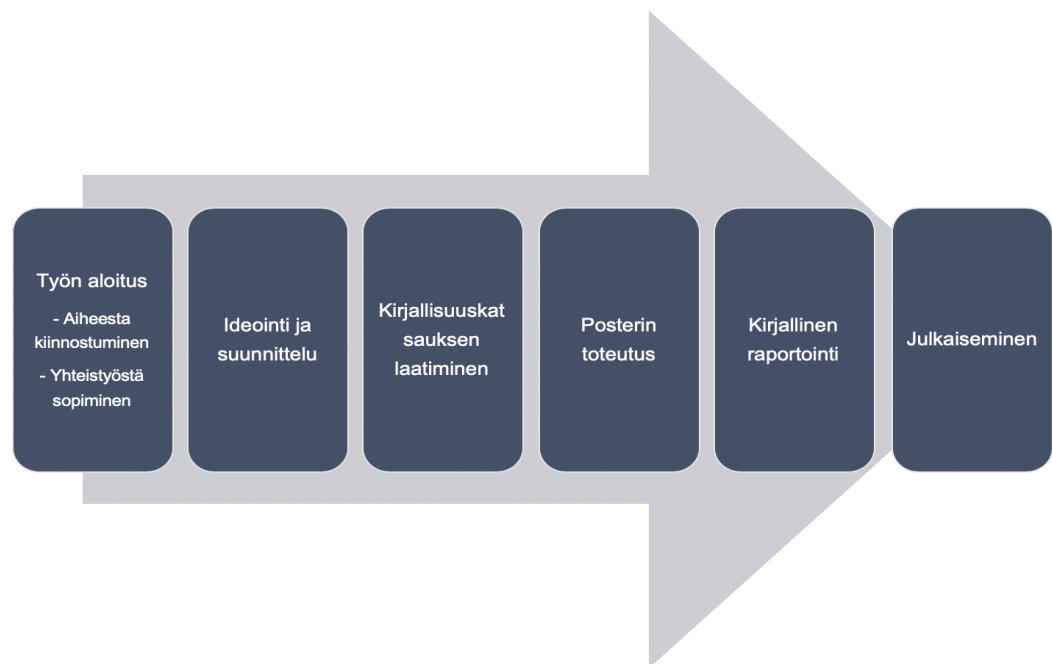 Työn aloitus
- Aiheesta
kiinnostuminen
- Yhteistyöstä
sopiminen
Ideointi ja
suunnittelu
Kirjallisuuskat
sauksen
laatiminen
Posterin
toteutus
Kirjallinen
raportointi
Julkaiseminen